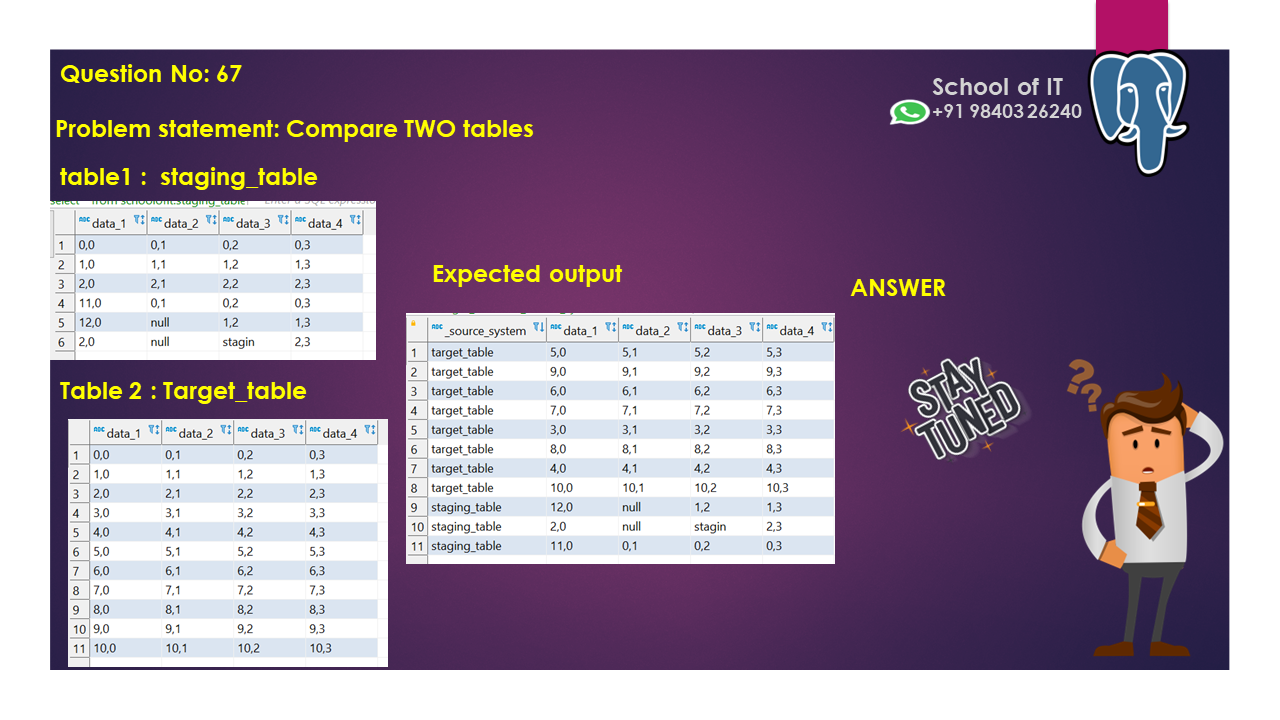 Question No: 67
School of IT
+91 98403 26240
Problem statement: Compare TWO tables
table1 :  staging_table
data_1 data_2 data_3 data_4
1 0,0 0,1 0,2 0,3
2 1,0 1,1 1,2 1,3
3 2,0 2,1 2,2 2,3
4 11,0 0,1 0,2 0,3
5 12,0 null 1,2 1,3
6 2,0 null stagin 2,3
Table 2 : Target_table
data_1 data_2 data_3 data_4
1 0,0 0,1 0,2 0,3
2 1,0 1,1 1,2 1,3
3 2,0 2,1 2,2 2,3
4 3,0 3,1 3,2 3,3
5 4,0 4,1 4,2 4,3
6 5,0 5,1 5,2 5,3
7 6,0 6,1 6,2 6,3
8 7,0 7,1 7,2 7,3
9 8,0 8,1 8,2 8,3
10 9,0 9,1 9,2 9,3
11 10,0 10,1 10,2 10,3
Expected output
_source_system data_1 data_2 data_3 data_4
1 target_table 5,0 5,1 5,2 5,3
2 target_table 9,0 9,1 9,2 9,3
3 target_table 6,0 6,1 6,2 6,3
4 target_table 7,0 7,1 7,2 7,3
5 target_table 3,0 3,1 3,2 3,3
6 target_table 8,0 8,1 8,2 8,3
7 target_table 4,0 4,1 4,2 4,3
8 target_table 10,0 10,1 10,2 10,3
9 staging_table 12,0 null 1,2 1,3
10 staging_table 2,0 null stagin 2,3
11 staging_table 11,0 0,1 0,2 0,3
ANSWER
STAY
TUNED
???